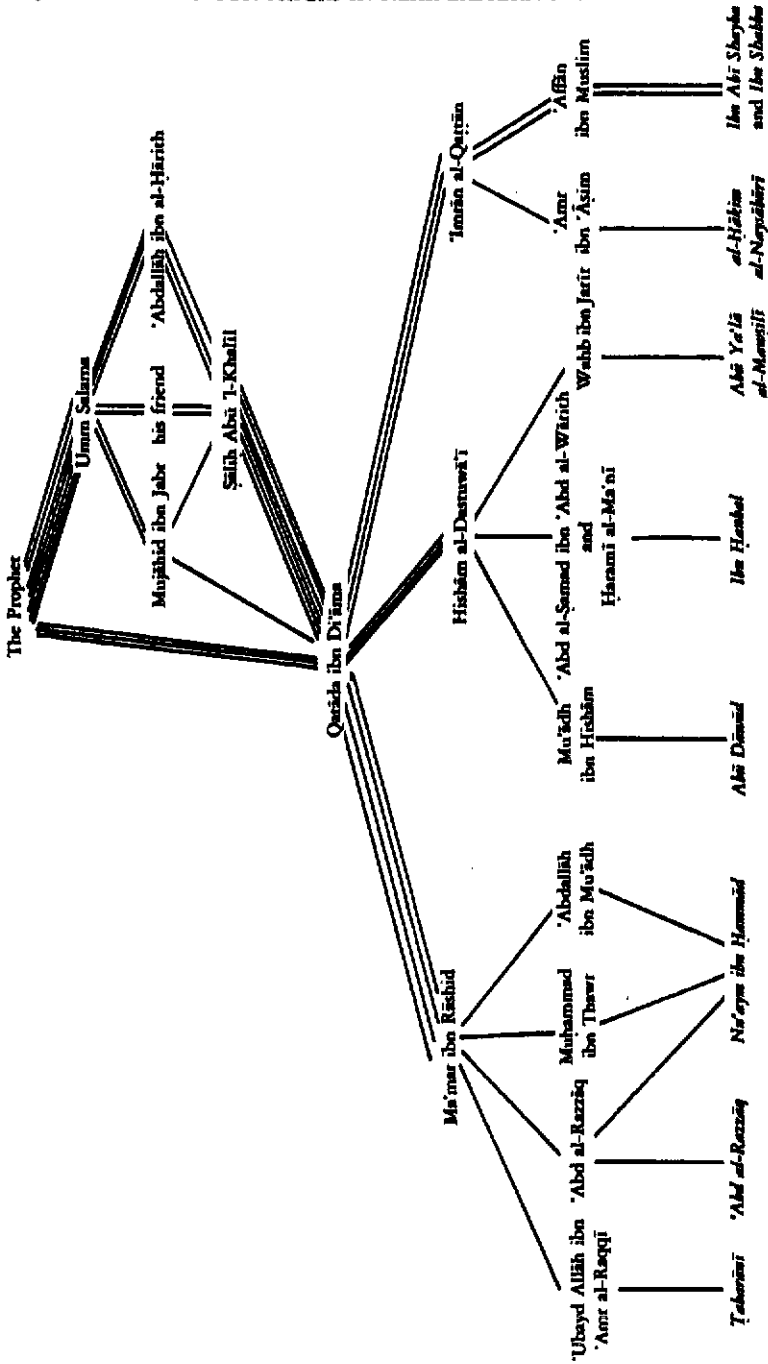 The Prophet
Umm Salama
Mujāhid ibn Jabr
his friend
'Abdallāh ibn al-Ḥārith
Ṣāliḥ Abū 'l-Khalīl
Qatāda ibn Di'āma
Ma'mar ibn Rāshid
Hishām al-Dastuwā'ī
'Imrān al-Qaṭṭān
'Ubayd Allāh ibn
'Amr al-Raqqī
'Abd al-Razzāq
Muḥammad
ibn Thawr
'Abdallāh
ibn Mu'ādh
Mu'ādh
ibn Hishām
'Abd al-Ṣamad ibn 'Abd al-Wārith
and
Ḥaramī al-Ma'nī
Wahb ibn Jarīr
'Amr
ibn 'Āṣim
'Affān
ibn Muslim
Ṭabarānī
'Abd al-Razzāq
Nu'aym ibn Ḥammād
Abū Dāwūd
Ibn Ḥanbal
Abū Ya'lā
al-Mawṣilī
al-Ḥākim
al-Naysābūrī
Ibn Abī Shayba
and Ibn Shabba